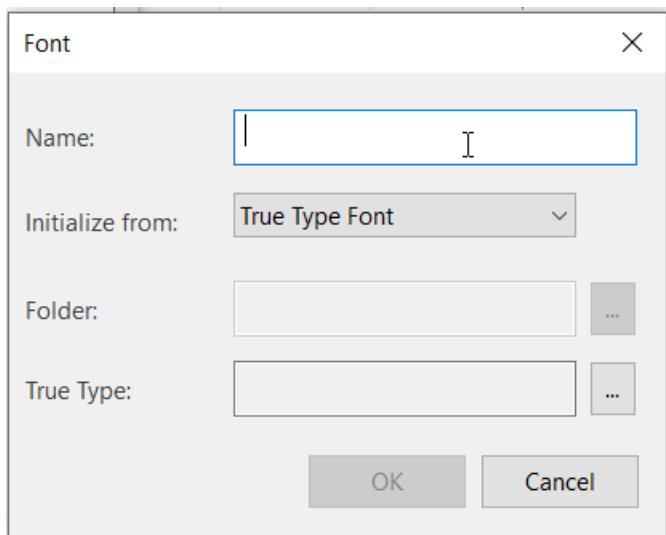 Font
Name:
Initialize from: True Type Font
Folder: ...
True Type: ...
OK Cancel